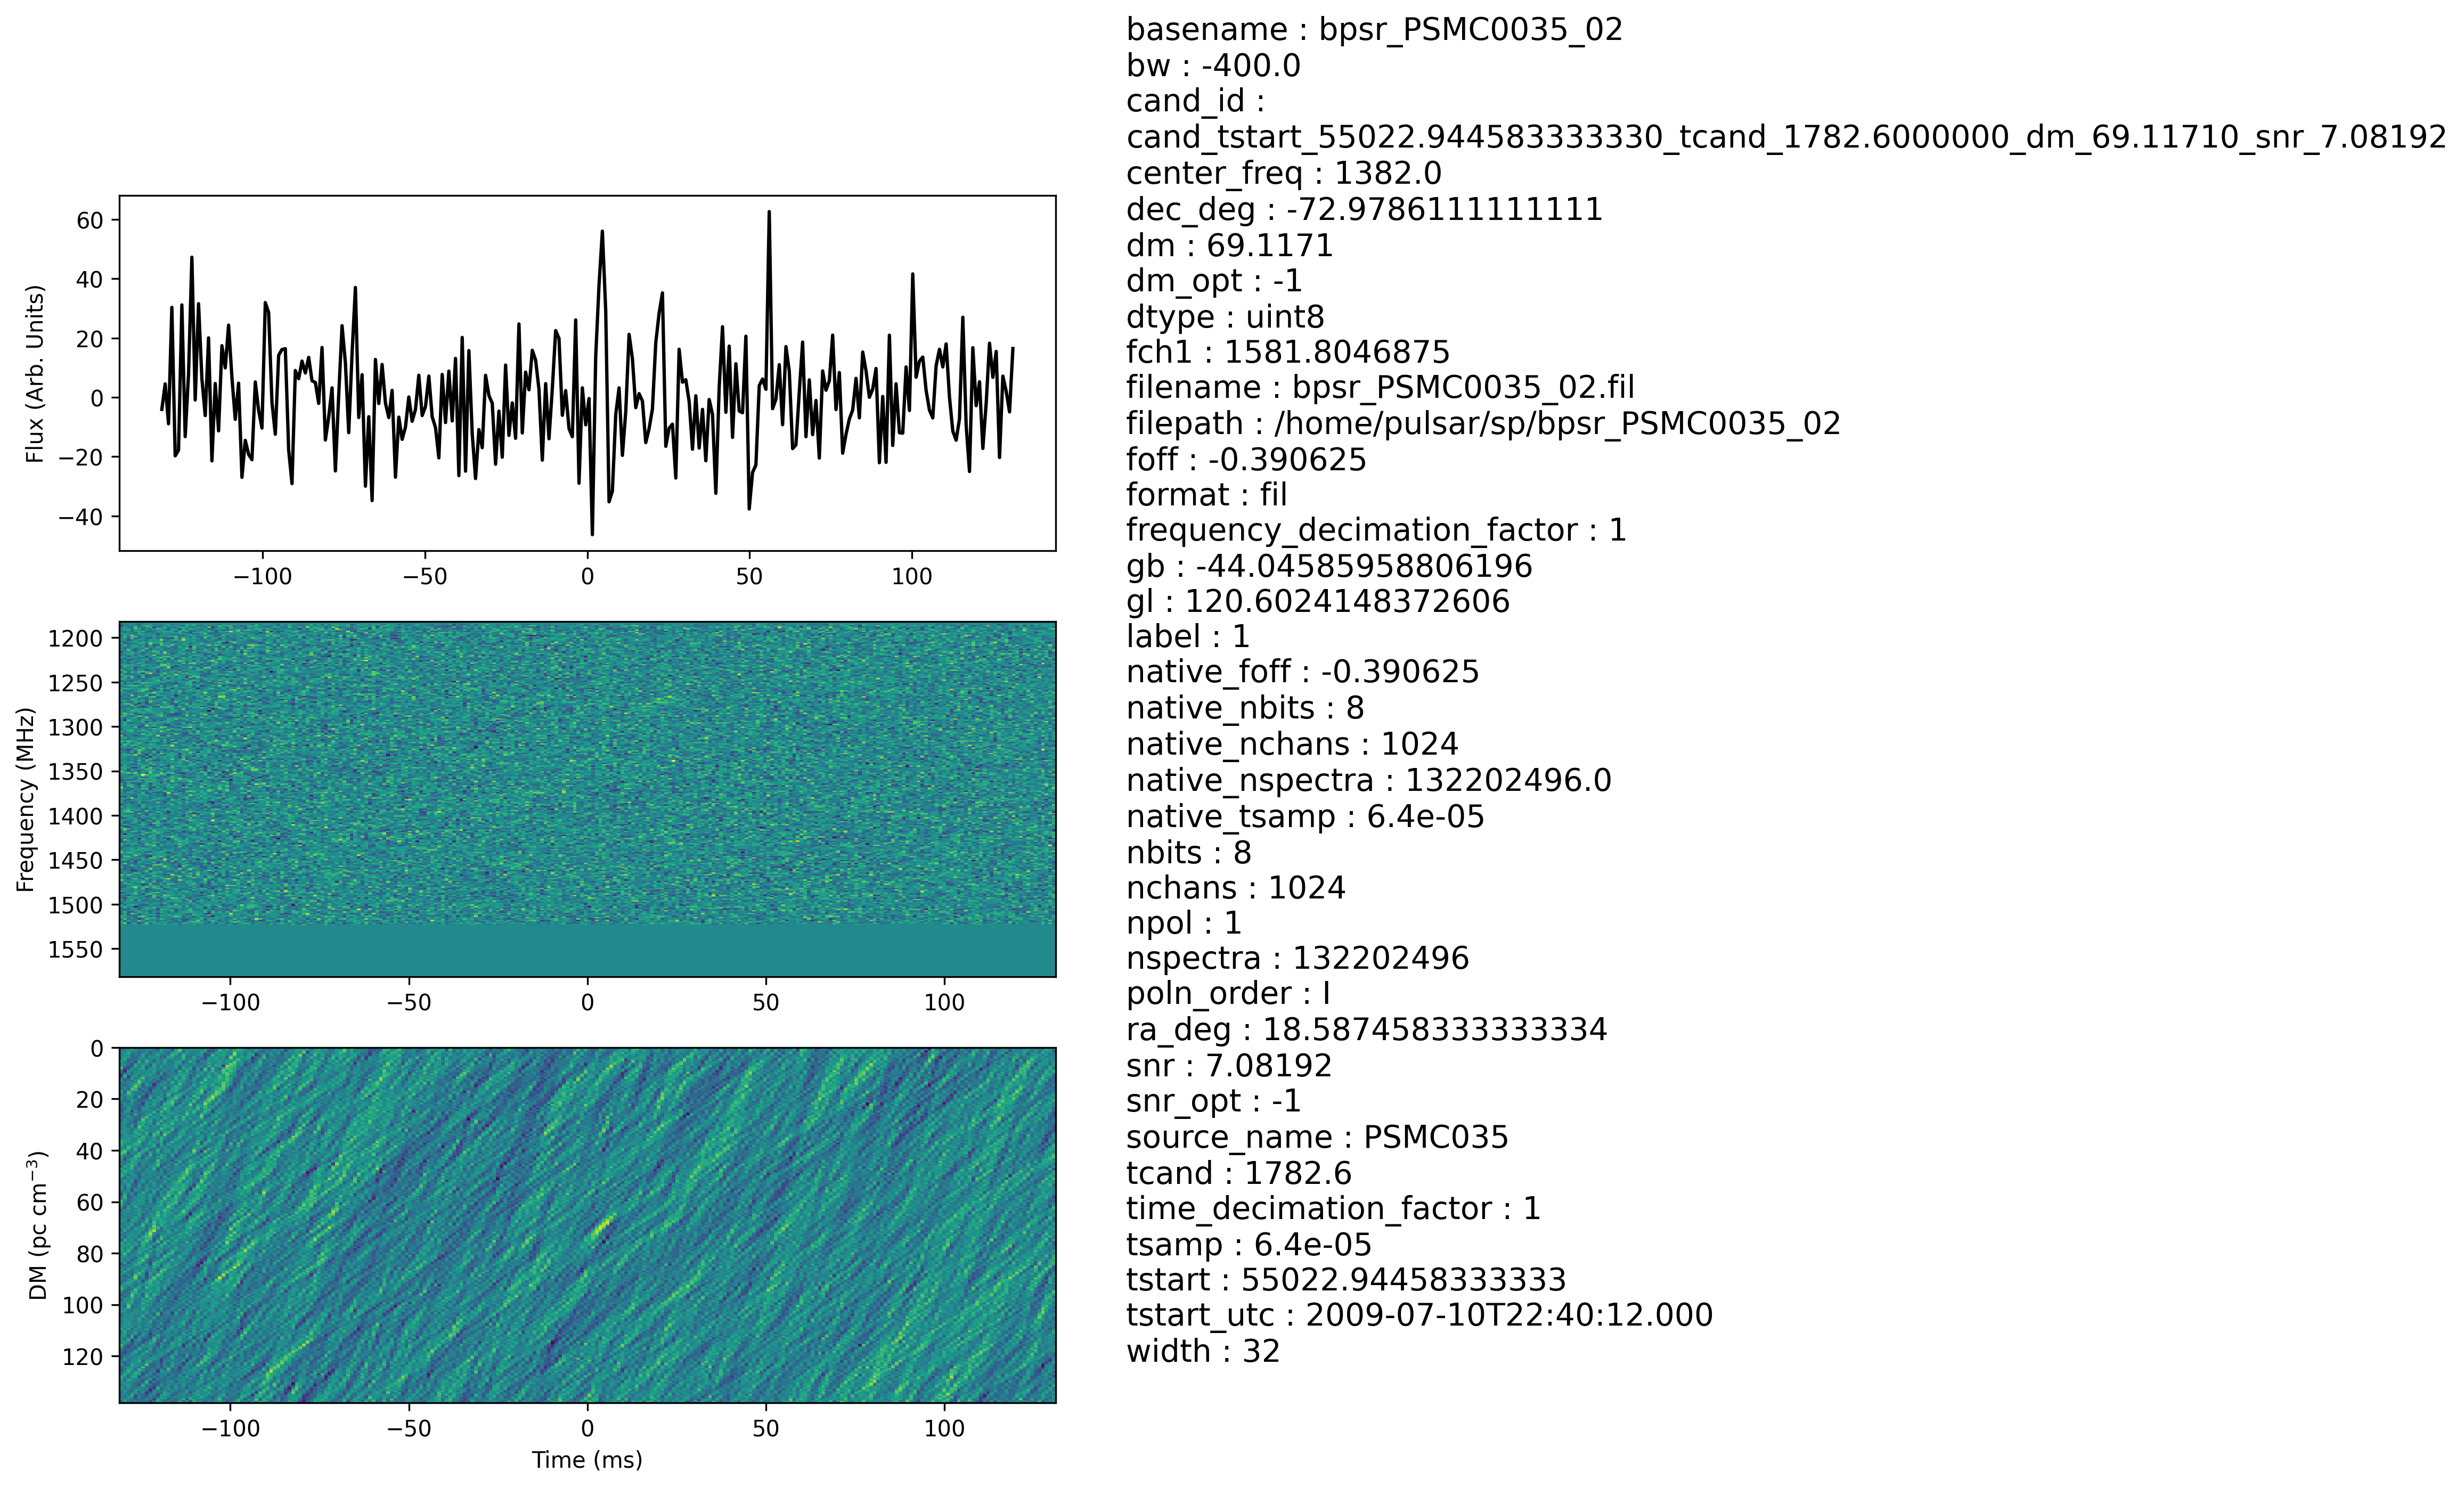 basename : bpsr_PSMC0035_02
bw : -400.0
cand_id :
cand_tstart_55022.944583333330_tcand_1782.6000000_dm_69.11710_snr_7.08192
center_freq : 1382.0
dec_deg : -72.9786111111111
dm : 69.1171
dm_opt : -1
dtype : uint8
fch1 : 1581.8046875
filename : bpsr_PSMC0035_02.fil
filepath : /home/pulsar/sp/bpsr_PSMC0035_02
foff : -0.390625
format : fil
frequency_decimation_factor : 1
gb : -44.04585958806196
gl : 120.6024148372606
label : 1
native_foff : -0.390625
native_nbits : 8
native_nchans : 1024
native_nspectra : 132202496.0
native_tsamp : 6.4e-05
nbits : 8
nchans : 1024
npol : 1
nspectra : 132202496
poln_order : I
ra_deg : 18.587458333333334
snr : 7.08192
snr_opt : -1
source_name : PSMC035
tcand : 1782.6
time_decimation_factor : 1
tsamp : 6.4e-05
tstart : 55022.94458333333
tstart_utc : 2009-07-10T22:40:12.000
width : 32
Flux (Arb. Units)
60
40
20
0
−20
−40
−100 −50 0 50 100
Frequency (MHz)
1200
1250
1300
1350
1400
1450
1500
1550
−100 −50 0 50 100
DM (pc cm⁻³)
0
20
40
60
80
100
120
−100 −50 0 50 100
Time (ms)